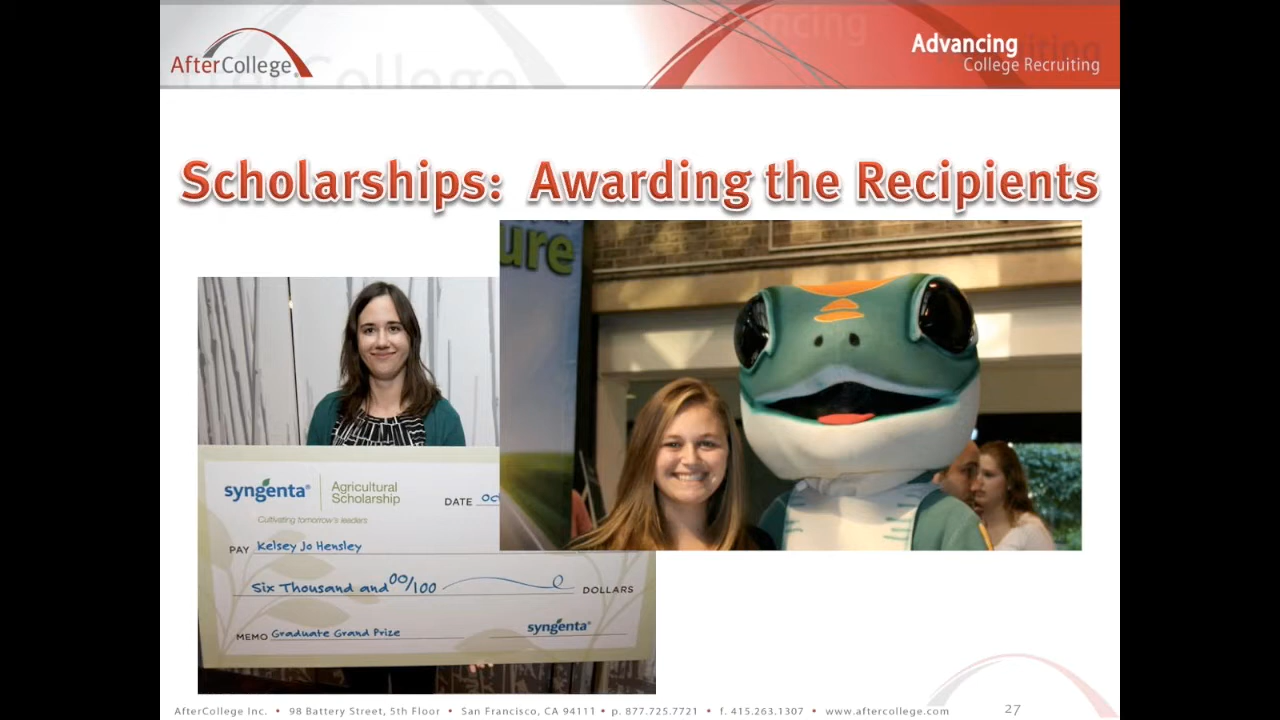 AfterCollege.
Advancing
College Recruiting
Scholarships: Awarding the Recipients
ure
syngenta®
Agricultural
Scholarship
DATE Oc
Cultivating tomorrow's leaders
PAY Kelsey Jo Hensley
Six Thousand and 00/100 DOLLARS
MEMO Graduate Grand Prize
syngenta®
AfterCollege Inc. • 98 Battery Street, 5th Floor • San Francisco, CA 94111 • p. 877.725.7721 • f. 415.263.1307 • www.aftercollege.com 27